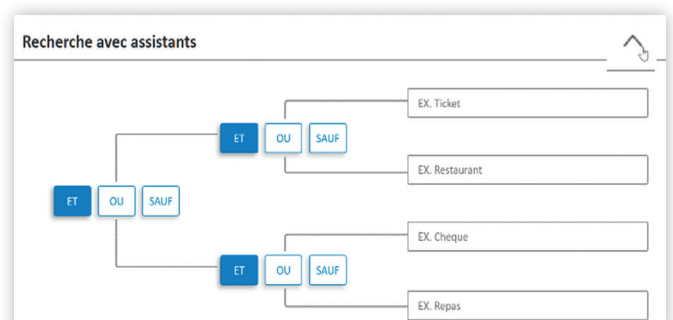 Recherche avec assistants
EX. Ticket
ET OU SAUF
EX. Restaurant
ET OU SAUF
EX. Cheque
ET OU SAUF
EX. Repas